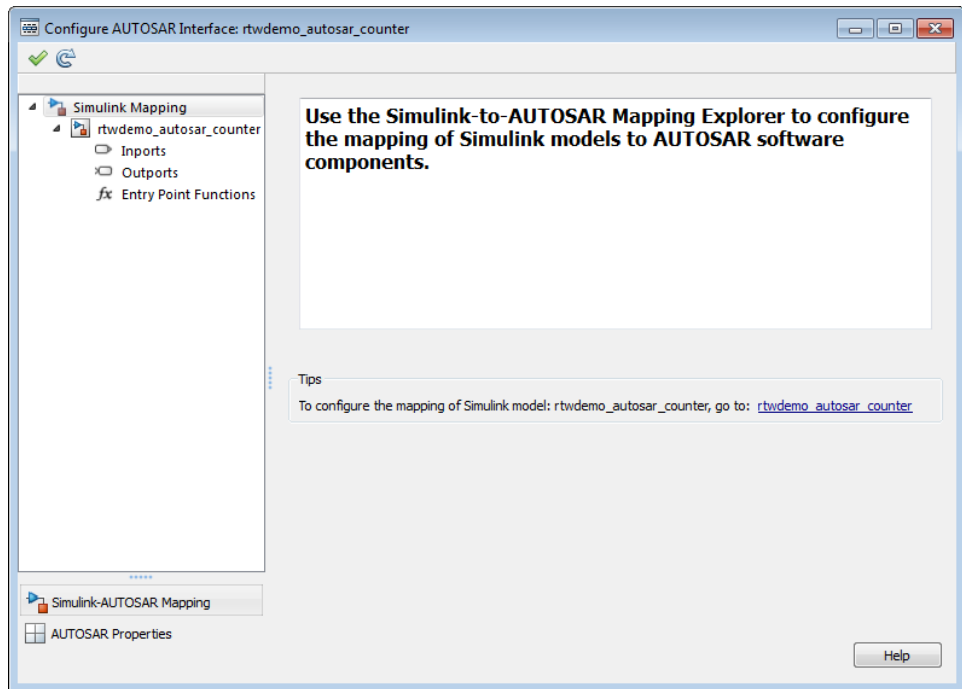 Configure AUTOSAR Interface: rtwdemo_autosar_counter
Simulink Mapping
rtwdemo_autosar_counter
Inports
Outports
fx Entry Point Functions
Use the Simulink-to-AUTOSAR Mapping Explorer to configure
the mapping of Simulink models to AUTOSAR software
components.
Tips
To configure the mapping of Simulink model: rtwdemo_autosar_counter, go to: rtwdemo_autosar_counter
Simulink-AUTOSAR Mapping
AUTOSAR Properties
Help